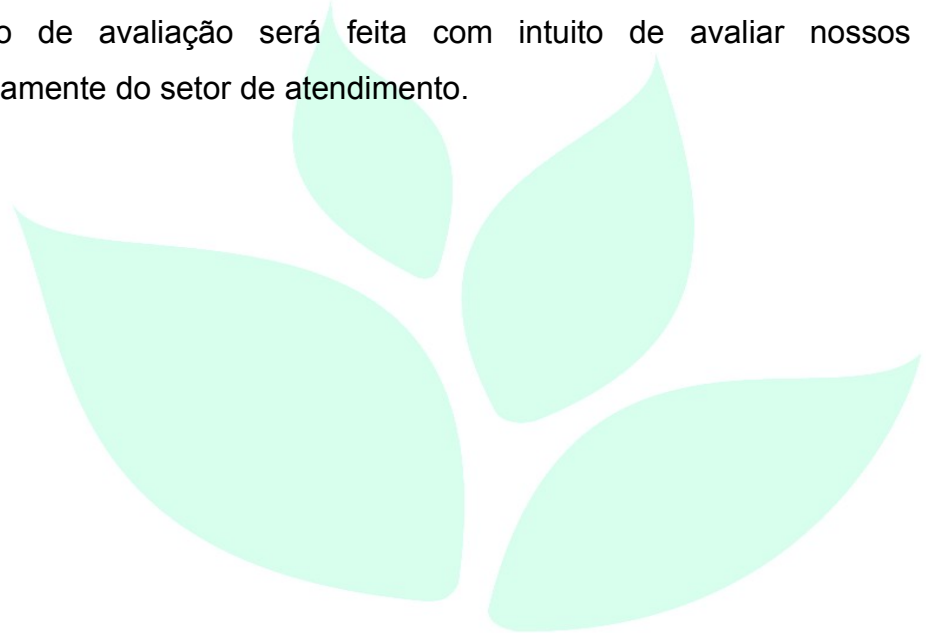 o de avaliação será feita com intuito de avaliar nossos
amente do setor de atendimento.